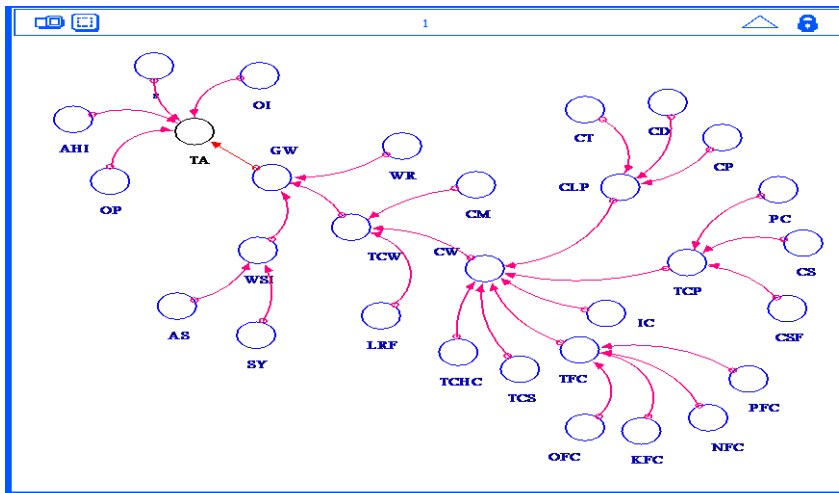 1
OI
AHI
TA
GW
OP
WR
CM
CT
CD
CP
CLP
PC
CS
TCP
CSF
WSI
TCW
CW
AS
SY
LRF
IC
TCHC
TCS
TFC
PFC
NFC
OFC
KFC